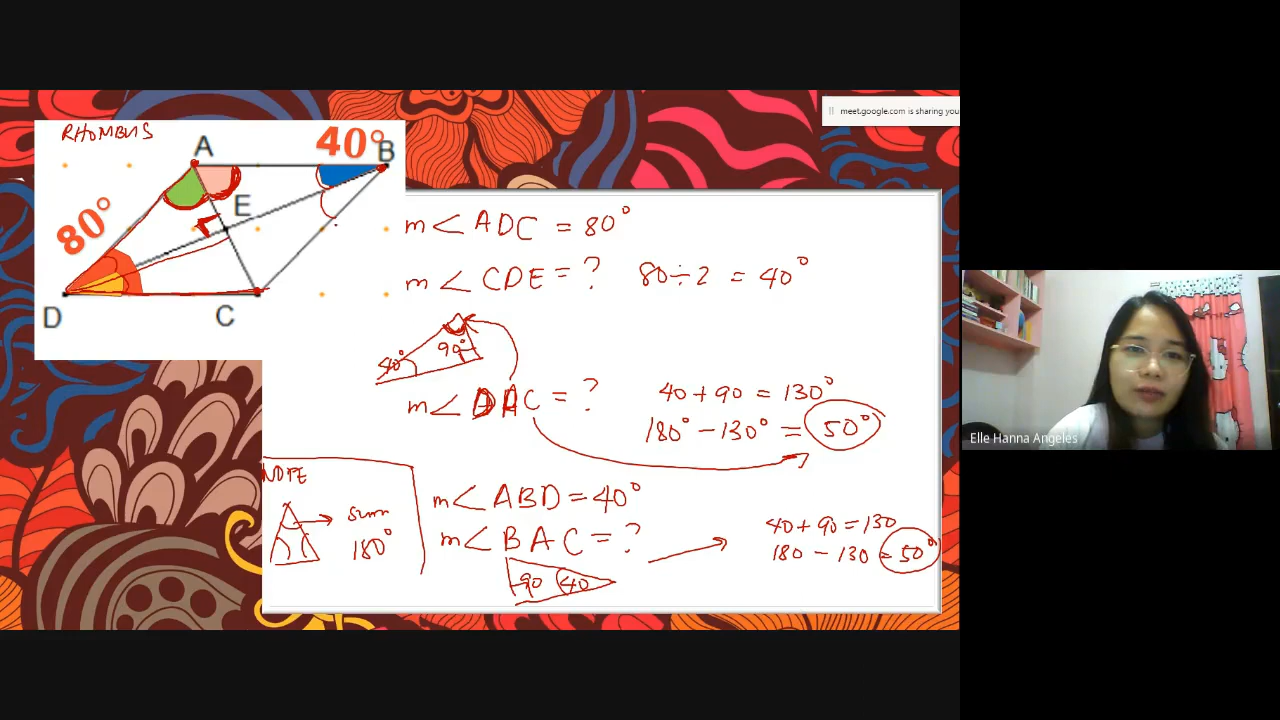 meet.google.com is sharing you
RHOMBUS
A
40°
B
80°
E
D
C
m∠ADC = 80°
m∠CDE = ? 80÷2 = 40°
40° 90°
m∠DAC = ? 40+90 = 130°
180° - 130° = 50°
NOTE
sum
180°
m∠ABD = 40°
m∠BAC = ? 40+90 = 130
180 - 130 = 50°
90 40
Elle Hanna Angeles